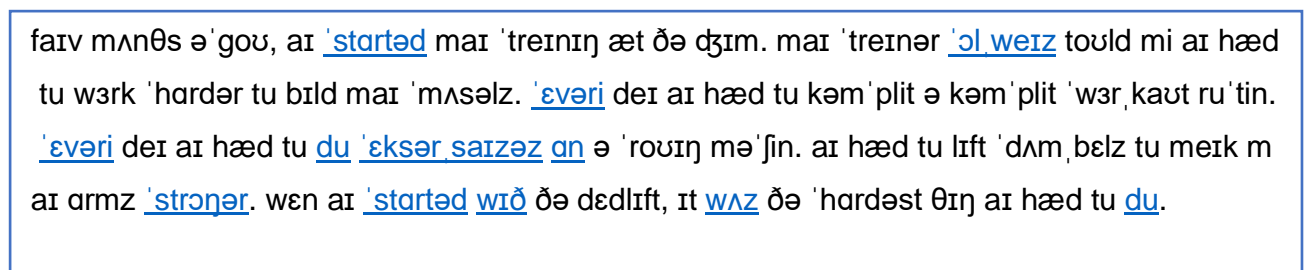 faɪv mʌnθs əˈɡoʊ, aɪ ˈstɑrtəd maɪ ˈtreɪnɪŋ æt ðə ʤɪm. maɪ ˈtreɪnər ˈɔlˌweɪz toʊld mi aɪ hæd
tu wɜrk ˈhɑrdər tu bɪld maɪ ˈmʌsəlz. ˈɛvəri deɪ aɪ hæd tu kəmˈplit ə kəmˈplit ˈwɜrˌkaʊt ruˈtin.
ˈɛvəri deɪ aɪ hæd tu du ˈɛksərˌsaɪzəz ɑn ə ˈroʊɪŋ məˈʃin. aɪ hæd tu lɪft ˈdʌmˌbɛlz tu meɪk m
aɪ ɑrmz ˈstrɔŋər. wɛn aɪ ˈstɑrtəd wɪð ðə dɛdlɪft, ɪt wʌz ðə ˈhɑrdəst θɪŋ aɪ hæd tu du.